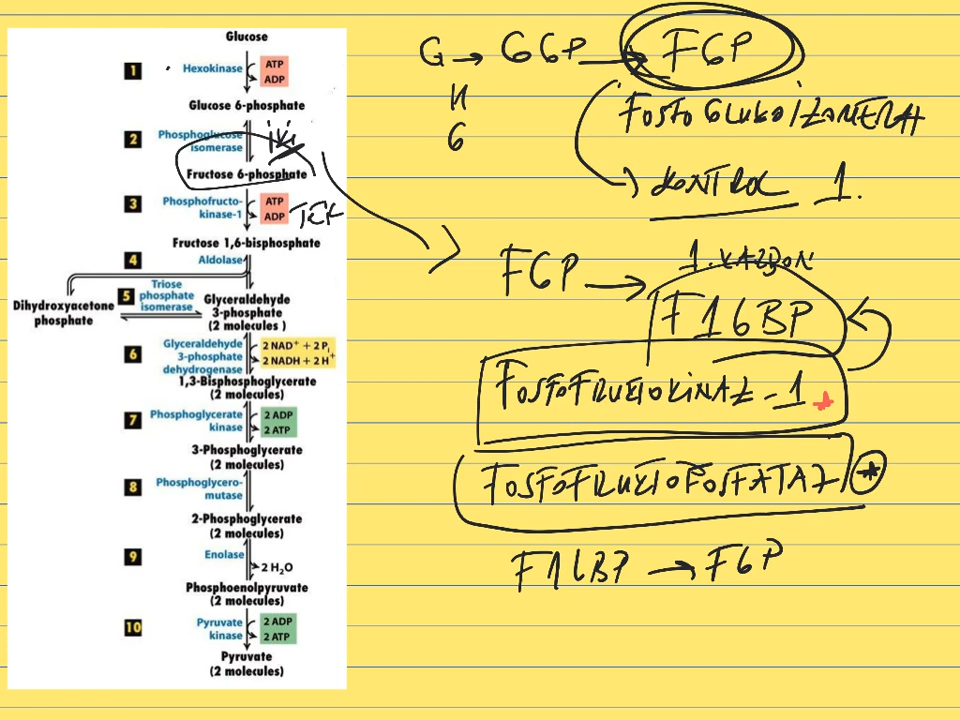 Glucose
1 Hexokinase ATP
ADP
Glucose 6-phosphate
2 Phosphoglucose
isomerase
Fructose 6-phosphate
3 Phosphofructo-
kinase-1 ATP
ADP TEK
Fructose 1,6-bisphosphate
4 Aldolase
5 Triose
phosphate
isomerase
Dihydroxyacetone
phosphate
Glyceraldehyde
3-phosphate
(2 molecules )
6 Glyceraldehyde
3-phosphate
dehydrogenase
2 NAD+ + 2 Pi
2 NADH + 2 H+
1,3-Bisphosphoglycerate
(2 molecules)
7 Phosphoglycerate
kinase
2 ADP
2 ATP
3-Phosphoglycerate
(2 molecules)
8 Phosphoglycero-
mutase
2-Phosphoglycerate
(2 molecules)
9 Enolase
2 H2O
Phosphoenolpyruvate
(2 molecules)
10 Pyruvate
kinase
2 ADP
2 ATP
Pyruvate
(2 molecules)
G → G6P → F6P
H
6
FOSFOGLUKOİZOMERAZ
KONTROL 1.
F6P → 1. KARBON
F16BP
FOSFOFRUKTOKİNAZ-1
FOSFOFRUKTOFOSFATAZ *
F16BP → F6P